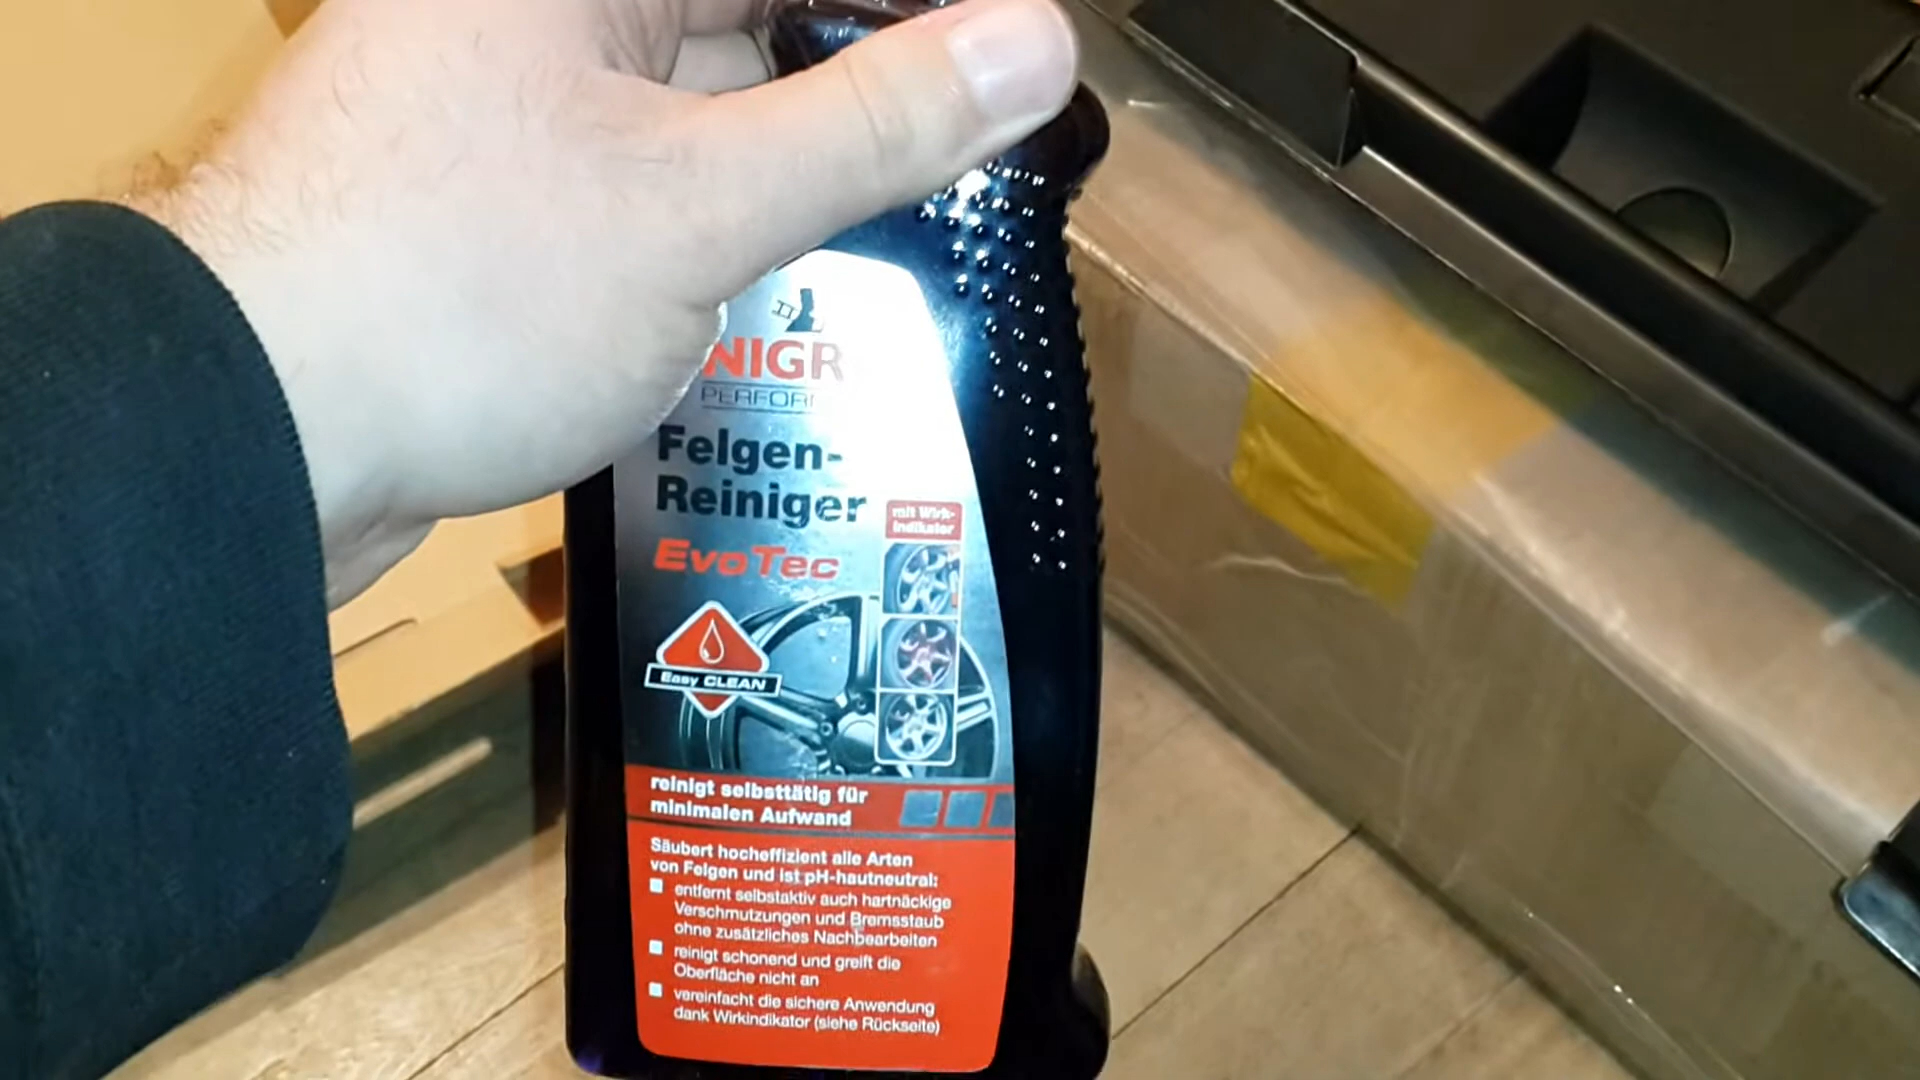 NIGR
PERFOR
Felgen-
Reiniger
mit Wirk-
indikator
EvoTec
Easy CLEAN
reinigt selbsttätig für
minimalen Aufwand
Säubert hocheffizient alle Arten
von Felgen und ist pH-hautneutral:
entfernt selbstaktiv auch hartnäckige
Verschmutzungen und Bremsstaub
ohne zusätzliches Nachbearbeiten
reinigt schonend und greift die
Oberfläche nicht an
vereinfacht die sichere Anwendung
dank Wirkindikator (siehe Rückseite)